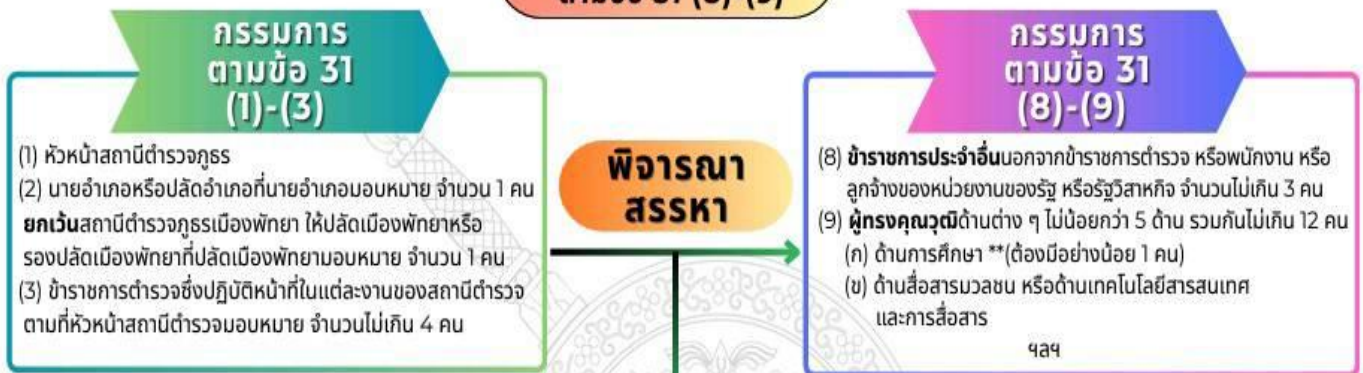 กรรมการ
ตามข้อ 31
(1)-(3)
(1) หัวหน้าสถานีตำรวจภูธร
(2) นายอำเภอหรือปลัดอำเภอที่นายอำเภอมอบหมาย จำนวน 1 คน
ยกเว้นสถานีตำรวจภูธรเมืองพัทยา ให้ปลัดเมืองพัทยาหรือ
รองปลัดเมืองพัทยาที่ปลัดเมืองพัทยามอบหมาย จำนวน 1 คน
(3) ข้าราชการตำรวจซึ่งปฏิบัติหน้าที่ในแต่ละงานของสถานีตำรวจ
ตามที่หัวหน้าสถานีตำรวจมอบหมาย จำนวนไม่เกิน 4 คน
พิจารณา
สรรหา
กรรมการ
ตามข้อ 31
(8)-(9)
(8) ข้าราชการประจำอื่นนอกจากข้าราชการตำรวจ หรือพนักงาน หรือ
ลูกจ้างของหน่วยงานของรัฐ หรือรัฐวิสาหกิจ จำนวนไม่เกิน 3 คน
(9) ผู้ทรงคุณวุฒิด้านต่าง ๆ ไม่น้อยกว่า 5 ด้าน รวมกันไม่เกิน 12 คน
(ก) ด้านการศึกษา **(ต้องมีอย่างน้อย 1 คน)
(ข) ด้านสื่อสารมวลชน หรือด้านเทคโนโลยีสารสนเทศ
และการสื่อสาร
ฯลฯ